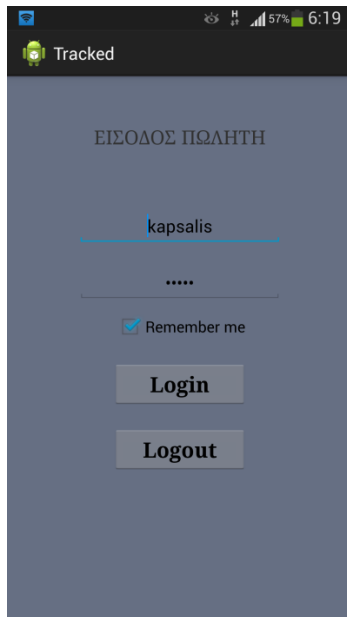 H 57% 6:19
Tracked
ΕΙΣΟΔΟΣ ΠΩΛΗΤΗ
kapsalis
•••••
Remember me
Login
Logout